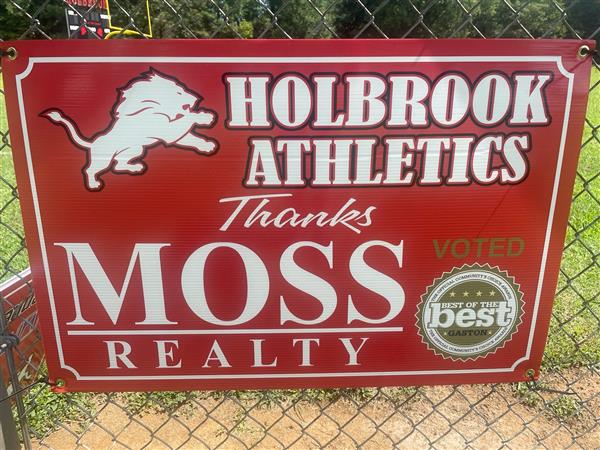 HOLBROOK
ATHLETICS
Thanks
MOSS
REALTY
VOTED
BEST OF THE
best
GASTON